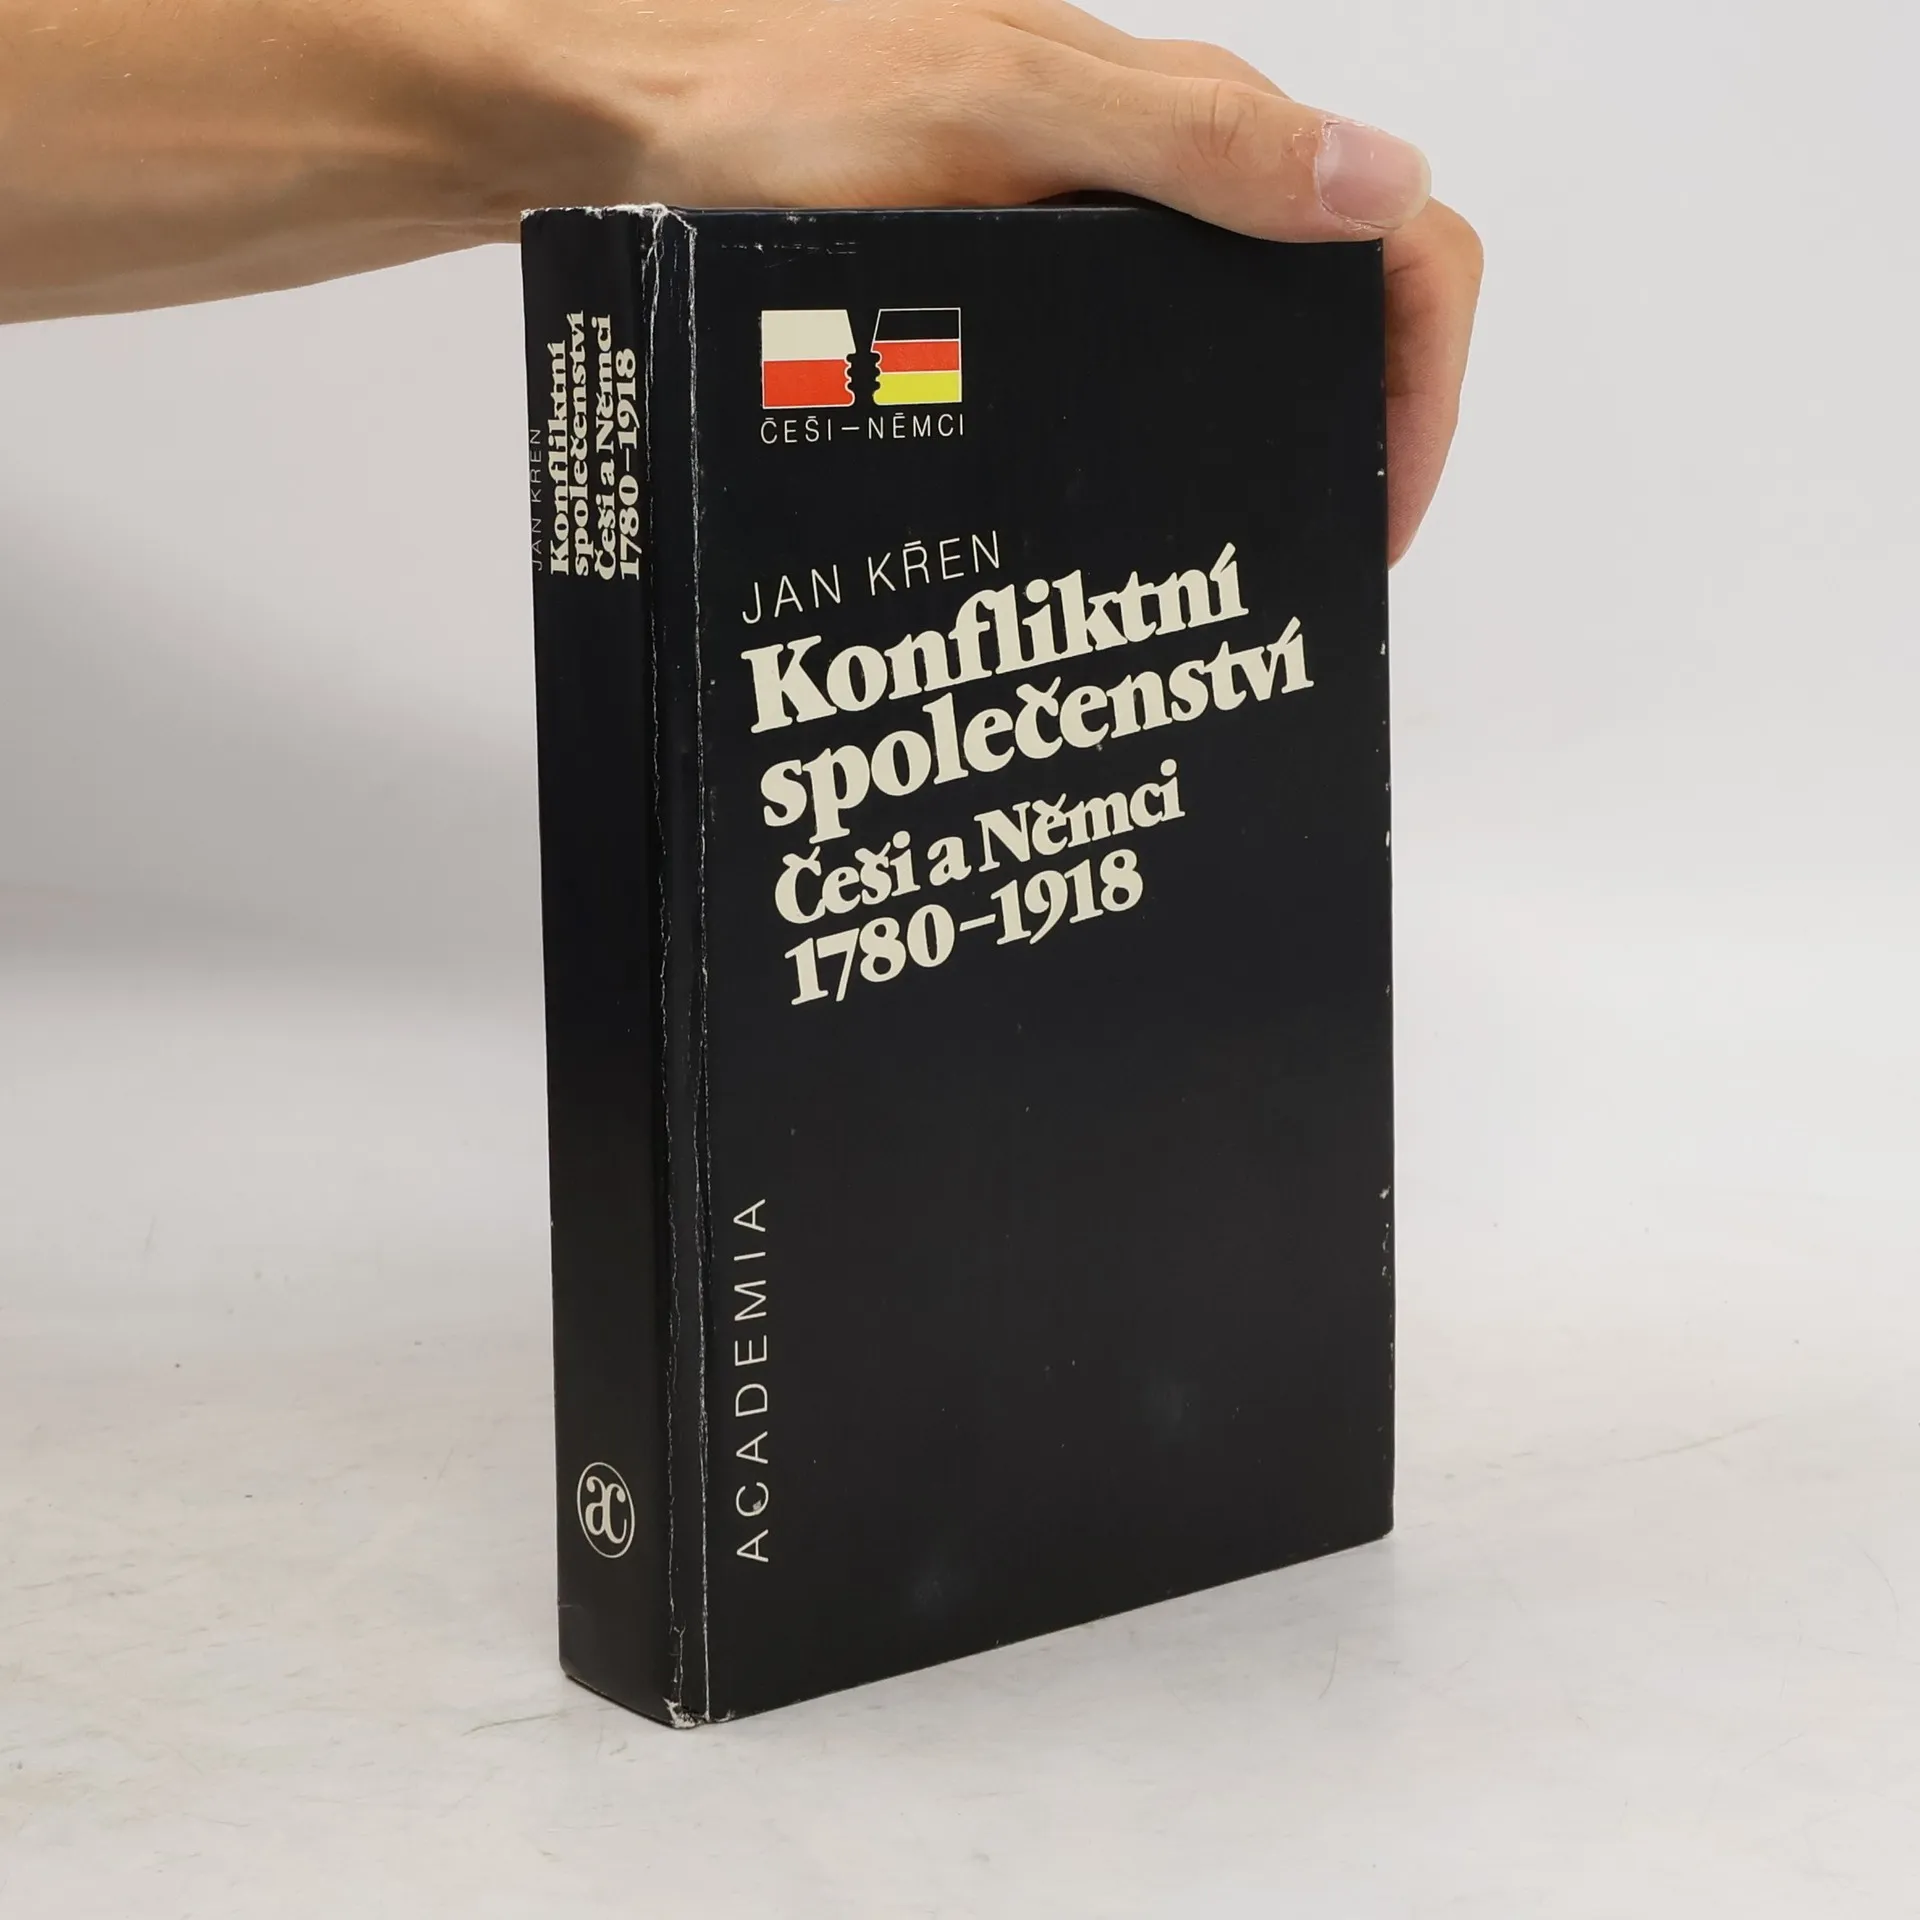 JAN KŘEN
Konfliktní
společenství
Češi a Němci
1780–1918
ac
ČEŠI–NĚMCI
JAN KŘEN
Konfliktní
společenství
Češi a Němci
1780–1918
ACADEMIA